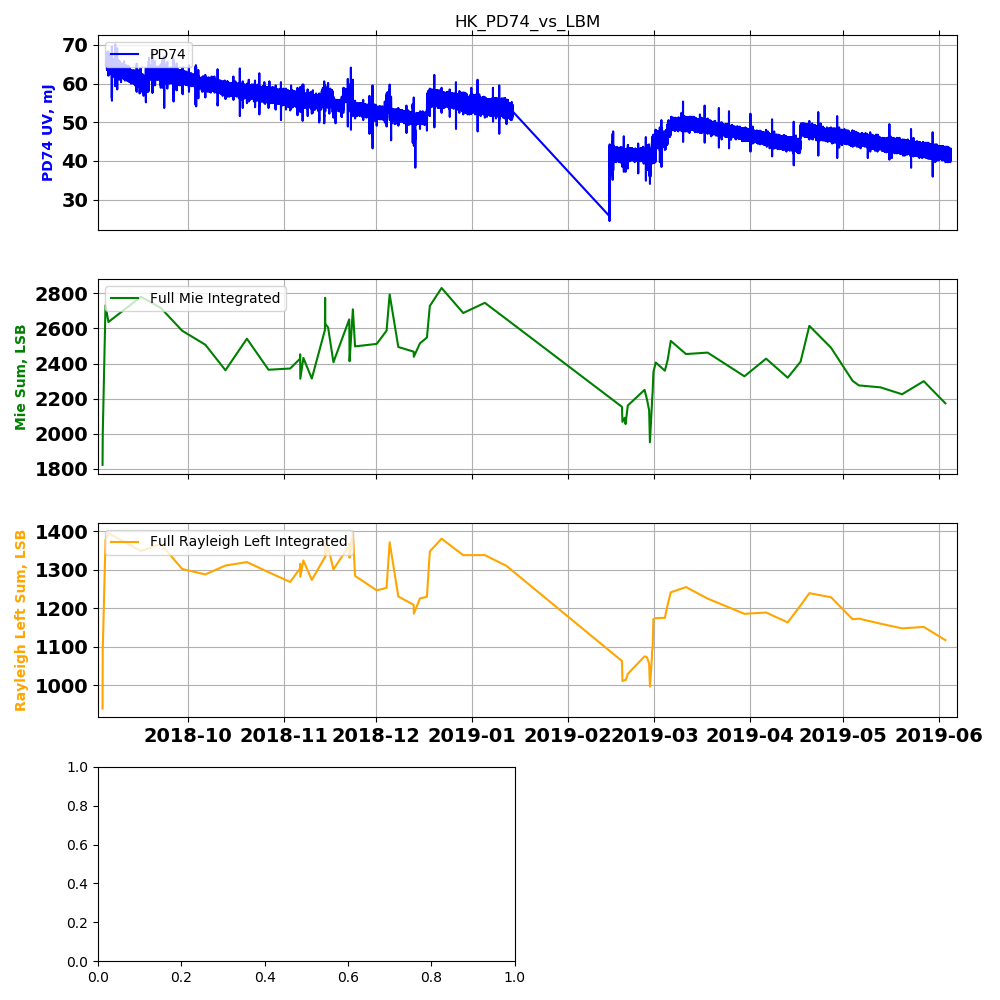 HK_PD74_vs_LBM
PD74
PD74 UV, mJ
70
60
50
40
30
Full Mie Integrated
Mie Sum, LSB
2800
2600
2400
2200
2000
1800
Full Rayleigh Left Integrated
Rayleigh Left Sum, LSB
1400
1300
1200
1100
1000
2018-10 2018-11 2018-12 2019-01 2019-02 2019-03 2019-04 2019-05 2019-06
1.0
0.8
0.6
0.4
0.2
0.0
0.0 0.2 0.4 0.6 0.8 1.0